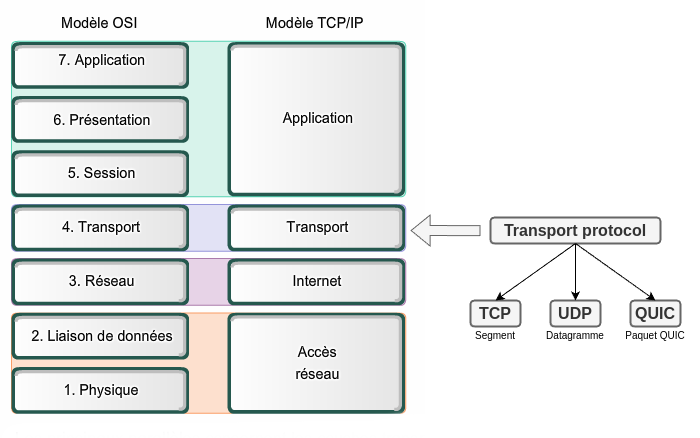 Modèle OSI
Modèle TCP/IP
7. Application
6. Présentation
5. Session
Application
4. Transport
Transport
3. Réseau
Internet
2. Liaison de données
1. Physique
Accès
réseau
Transport protocol
TCP
UDP
QUIC
Segment
Datagramme
Paquet QUIC